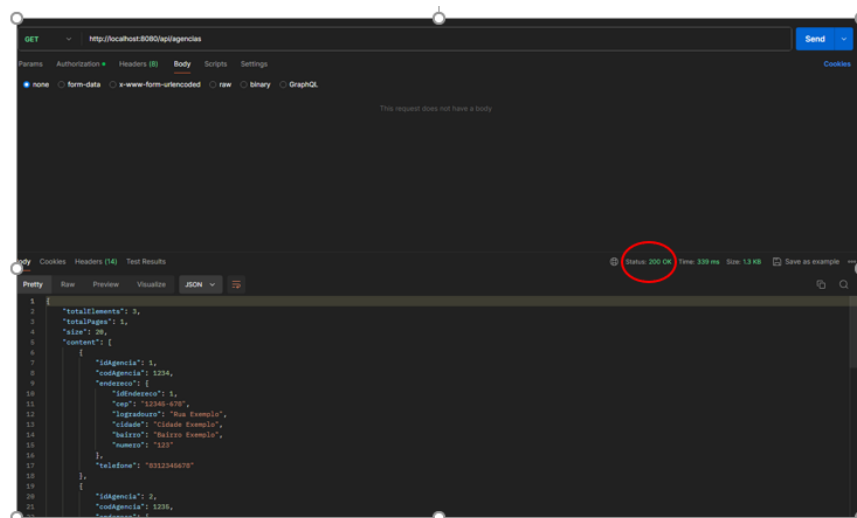 GET http://localhost:8080/api/agencias Send
Params Authorization Headers (8) Body Scripts Settings Cookies
none form-data x-www-form-urlencoded raw binary GraphQL
This request does not have a body
ody Cookies Headers (14) Test Results Status: 200 OK Time: 339 ms Size: 1.3 KB Save as example
Pretty Raw Preview Visualize JSON
1 {
2 "totalElements": 3,
3 "totalPages": 1,
4 "size": 20,
5 "content": [
6 {
7 "idAgencia": 1,
8 "codAgencia": 1234,
9 "endereco": {
10 "idEndereco": 1,
11 "cep": "12345-678",
12 "logradouro": "Rua Exemplo",
13 "cidade": "Cidade Exemplo",
14 "bairro": "Bairro Exemplo",
15 "numero": "123"
16 },
17 "telefone": "8312345678"
18 },
19 {
20 "idAgencia": 2,
21 "codAgencia": 1235,